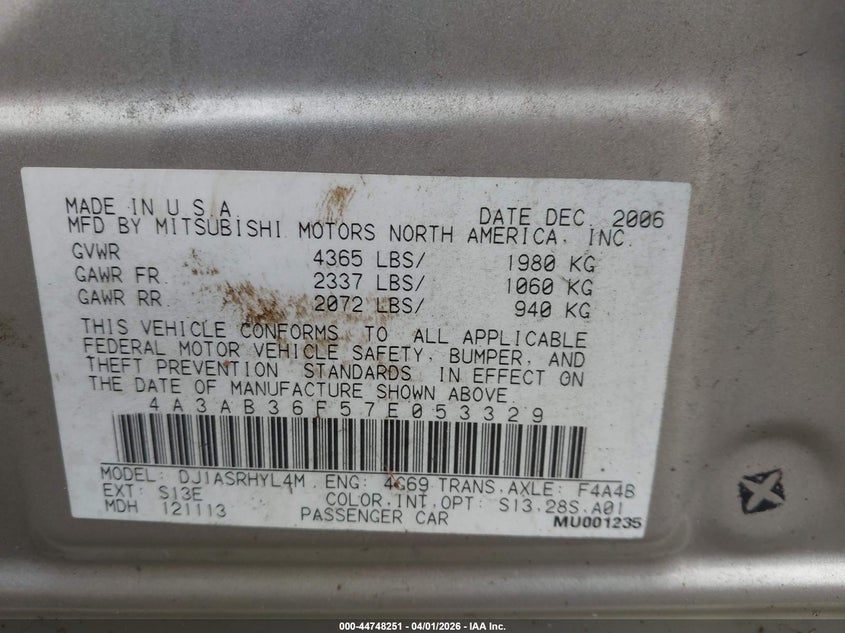 MADE IN U.S.A. DATE DEC. 2006
MFD BY MITSUBISHI MOTORS NORTH AMERICA, INC.
GVWR 4365 LBS/ 1980 KG
GAWR FR. 2337 LBS/ 1060 KG
GAWR RR. 2072 LBS/ 940 KG
THIS VEHICLE CONFORMS TO ALL APPLICABLE
FEDERAL MOTOR VEHICLE SAFETY, BUMPER, AND
THEFT PREVENTION STANDARDS IN EFFECT ON
THE DATE OF MANUFACTURE SHOWN ABOVE.
4A3AB36F57E053329
MODEL: DJ1ASRHYL4M ENG: 4G69 TRANS.AXLE: F4A4B
EXT: S13E COLOR.INT.OPT: S13.28S.A01
MDH 121113 PASSENGER CAR MU001235
000-44748251 | 04/01/2026 - IAA Inc.